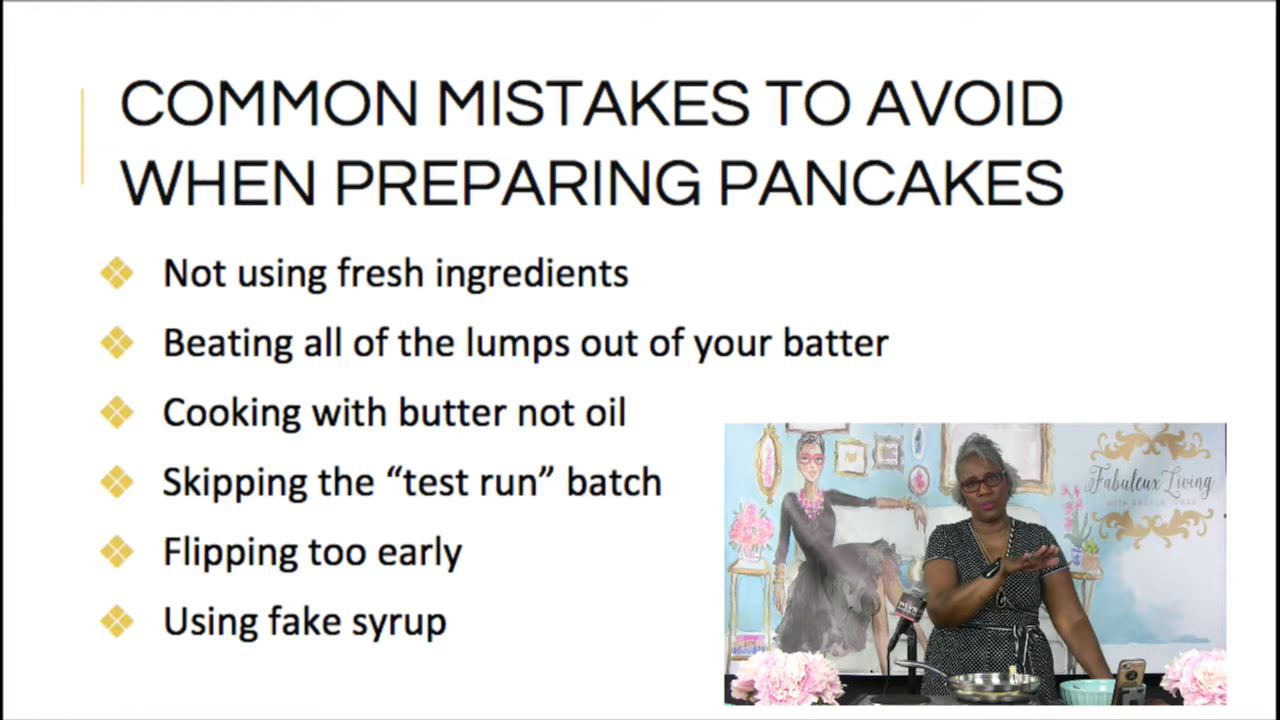 COMMON MISTAKES TO AVOID
WHEN PREPARING PANCAKES
Not using fresh ingredients
Beating all of the lumps out of your batter
Cooking with butter not oil
Skipping the “test run” batch
Flipping too early
Using fake syrup
Fabuleux Living